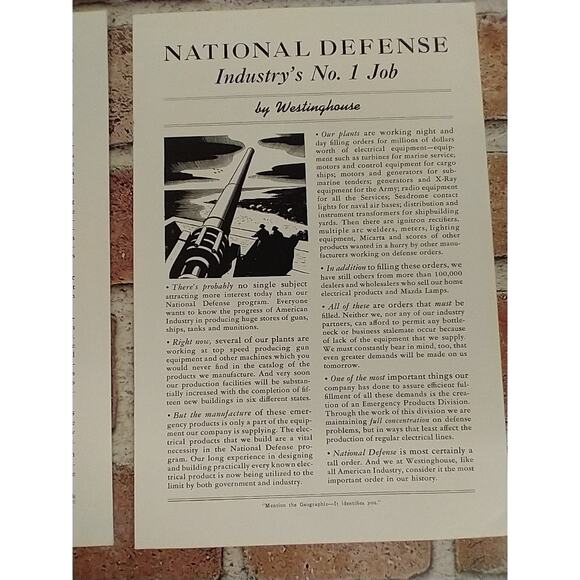 NATIONAL DEFENSE
Industry's No. 1 Job
by Westinghouse
• There's probably no single subject
attracting more interest today than our
National Defense program. Everyone
wants to know the progress of American
Industry in producing huge stores of guns,
ships, tanks and munitions.
• Right now, several of our plants are
working at top speed producing gun
equipment and other machines which you
would never find in the catalog of the
products we manufacture. And very soon
our production facilities will be substan-
tially increased with the completion of fif-
teen new buildings in six different states.
• But the manufacture of these emer-
gency products is only a part of the equip-
ment our company is supplying. The elec-
trical products that we build are a vital
necessity in the National Defense pro-
gram. Our long experience in designing
and building practically every known elec-
trical product is now being utilized to the
limit by both government and industry.
• Our plants are working night and
day filling orders for millions of dollars
worth of electrical equipment—equip-
ment such as turbines for marine service;
motors and control equipment for cargo
ships; motors and generators for sub-
marine tenders; generators and X-Ray
equipment for the Army; radio equipment
for all the Services; Seadrome contact
lights for naval air bases; distribution and
instrument transformers for shipbuilding
yards. Then there are ignitron rectifiers,
multiple arc welders, meters, lighting
equipment, Micarta and scores of other
products wanted in a hurry by other manu-
facturers working on defense orders.
• In addition to filling these orders, we
have still others from more than 100,000
dealers and wholesalers who sell our home
electrical products and Mazda Lamps.
• All of these are orders that must be
filled. Neither we, nor any of our industry
partners, can afford to permit any bottle-
neck or business stalemate occur because
of lack of the equipment that we supply.
We must constantly bear in mind, too, that
even greater demands will be made on us
tomorrow.
• One of the most important things our
company has done to assure efficient ful-
fillment of all these demands is the crea-
tion of an Emergency Products Division.
Through the work of this division we are
maintaining full concentration on defense
problems, but in ways that least affect the
production of regular electrical lines.
• National Defense is most certainly a
tall order. And we at Westinghouse, like
all American Industry, consider it the most
important order in our history.
"Mention the Geographic—It identifies you."